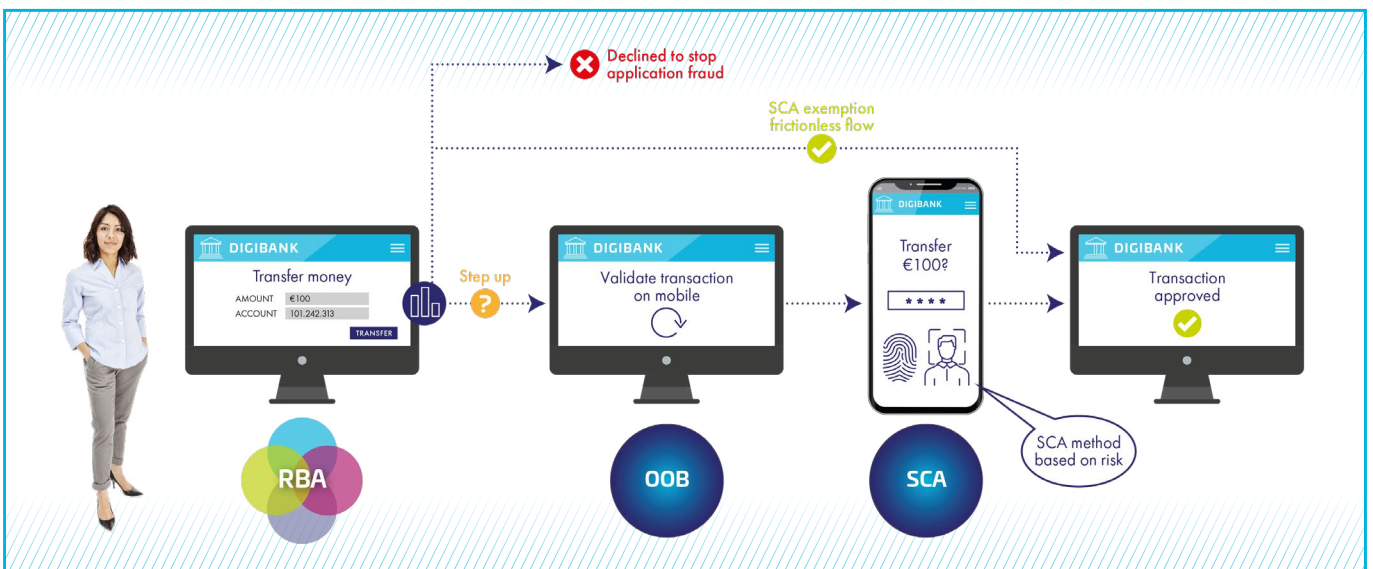 Declined to stop
application fraud
SCA exemption
frictionless flow
DIGIBANK
Transfer money
AMOUNT €100
ACCOUNT 101.242.313
TRANSFER
Step up
?
DIGIBANK
Validate transaction
on mobile
DIGIBANK
Transfer
€100?
* * * *
DIGIBANK
Transaction
approved
SCA method
based on risk
RBA
OOB
SCA